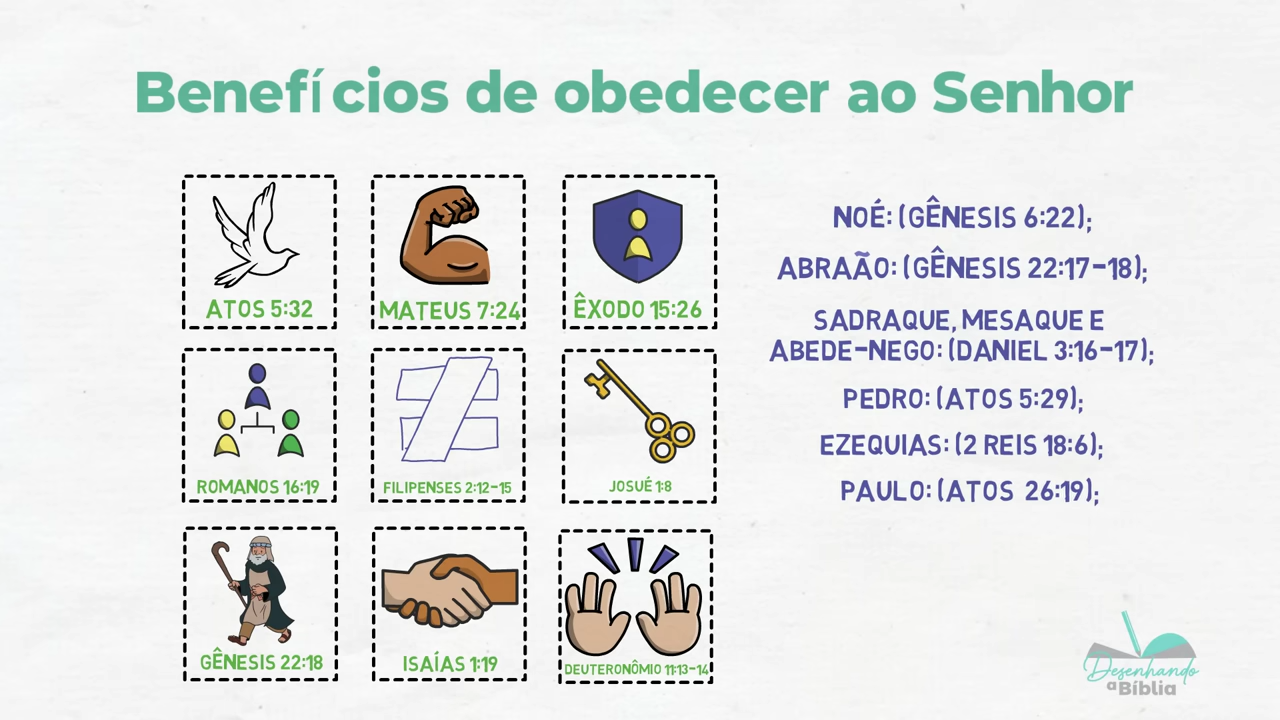 Benefícios de obedecer ao Senhor
ATOS 5:32
MATEUS 7:24
ÊXODO 15:26
ROMANOS 16:19
FILIPENSES 2:12-15
JOSUÉ 1:8
GÊNESIS 22:18
ISAÍAS 1:19
DEUTERONÔMIO 11:13-14
NOÉ: (GÊNESIS 6:22);
ABRAÃO: (GÊNESIS 22:17-18);
SADRAQUE, MESAQUE E
ABEDE-NEGO: (DANIEL 3:16-17);
PEDRO: (ATOS 5:29);
EZEQUIAS: (2 REIS 18:6);
PAULO: (ATOS 26:19);
Desenhando
a Bíblia